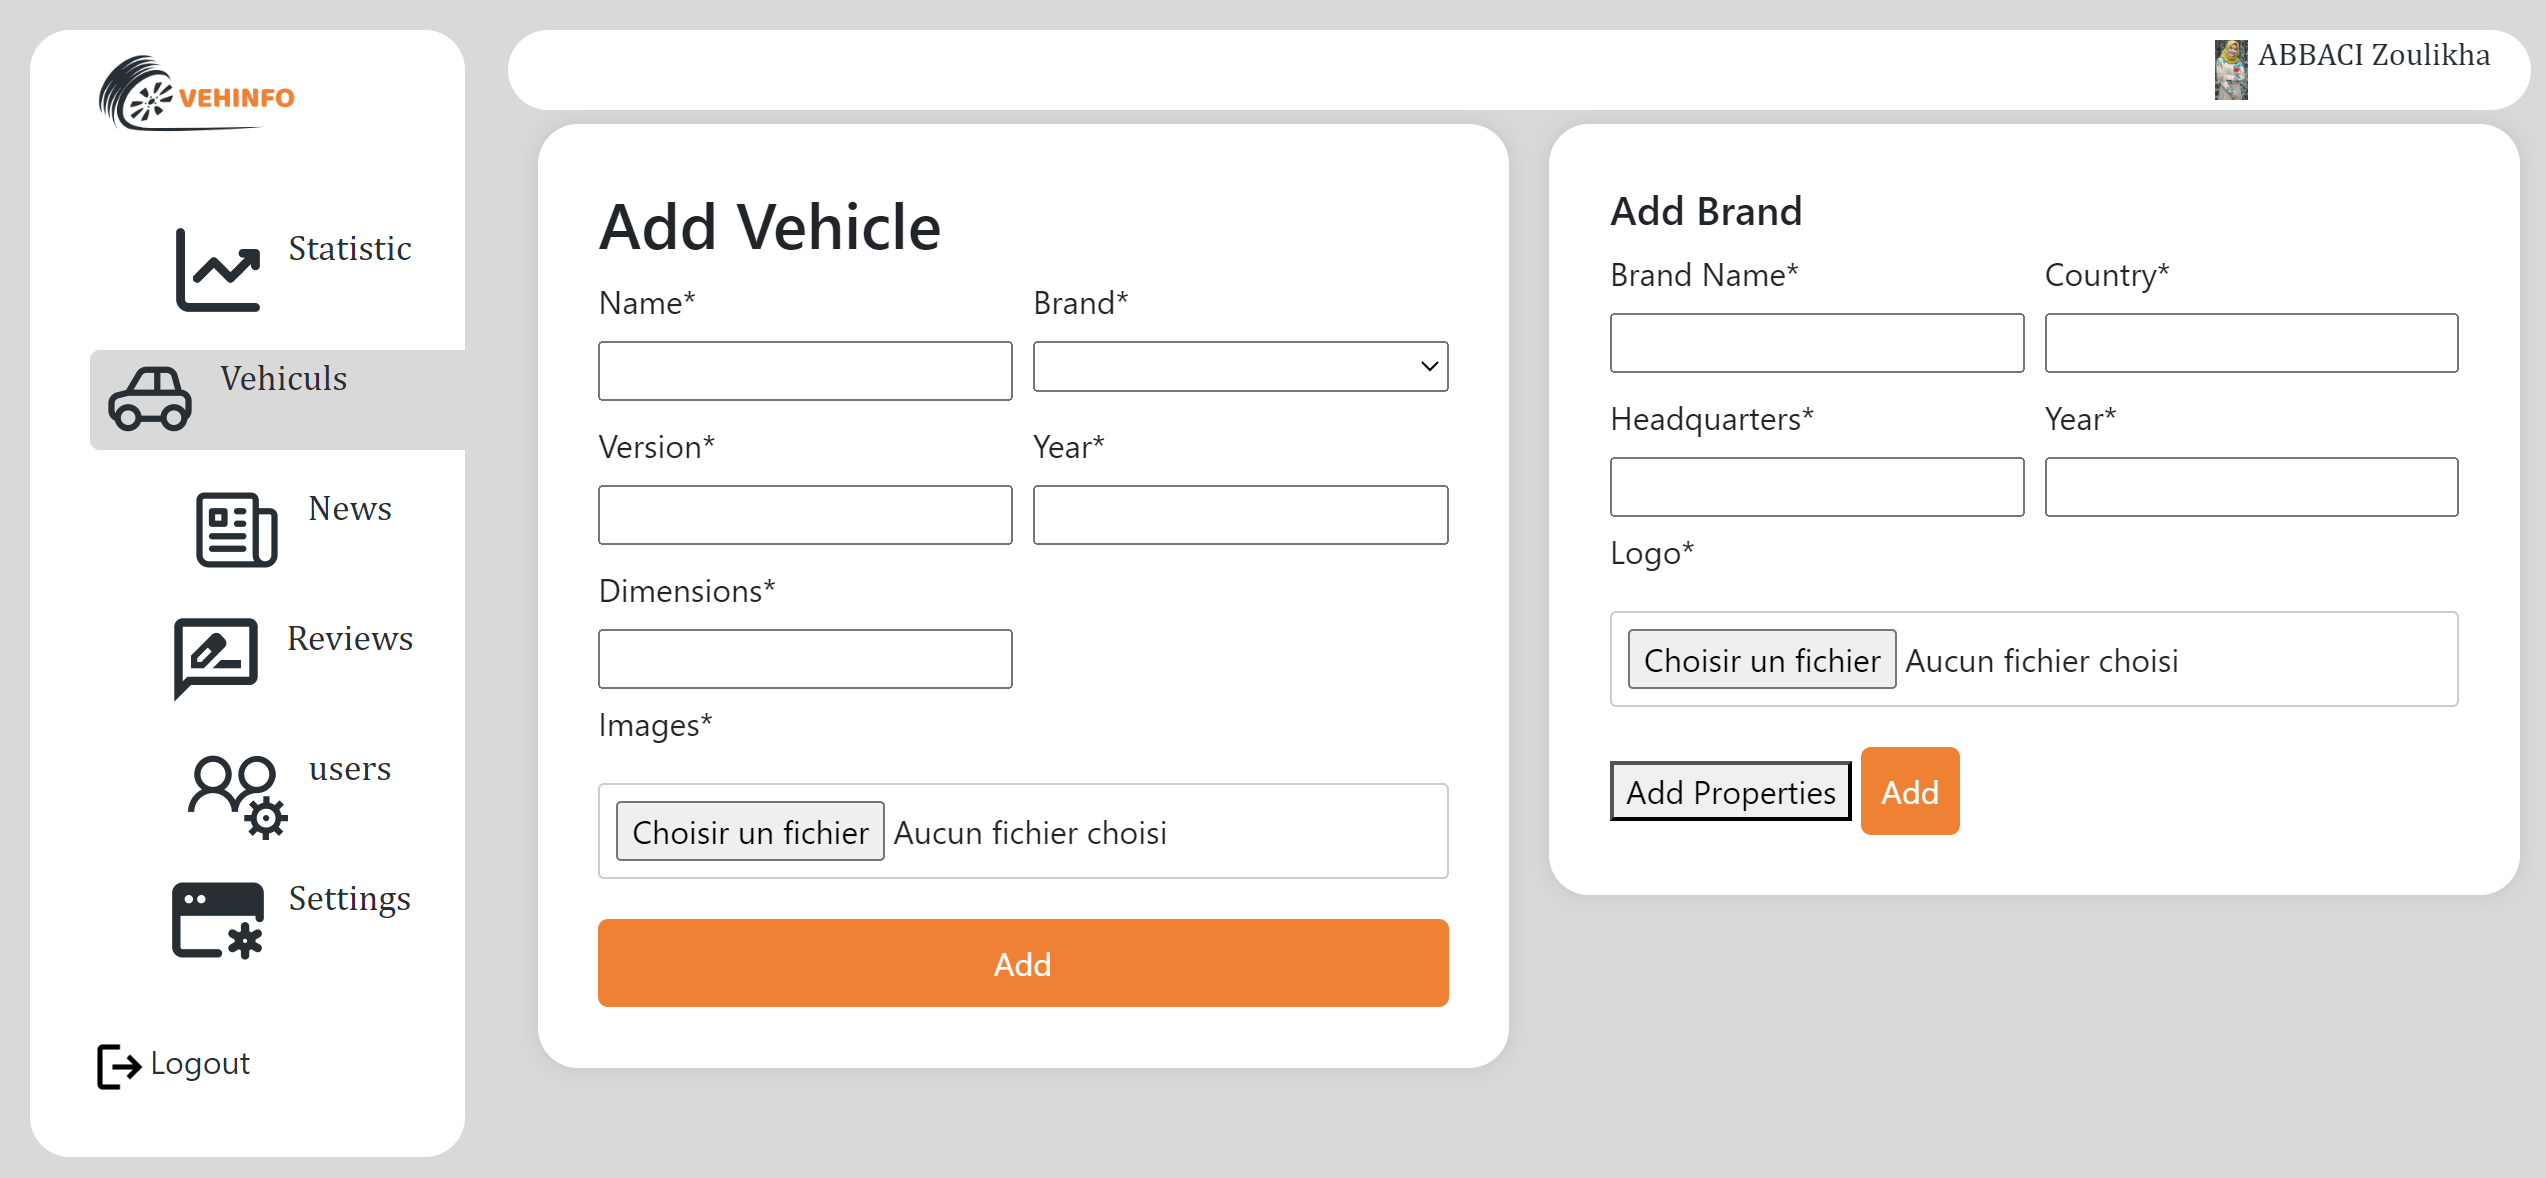 VEHINFO
Statistic
Vehiculs
News
Reviews
users
Settings
Logout
ABBACI Zoulikha
Add Vehicle
Name*
Brand*
Version*
Year*
Dimensions*
Images*
Choisir un fichier Aucun fichier choisi
Add
Add Brand
Brand Name*
Country*
Headquarters*
Year*
Logo*
Choisir un fichier Aucun fichier choisi
Add Properties
Add